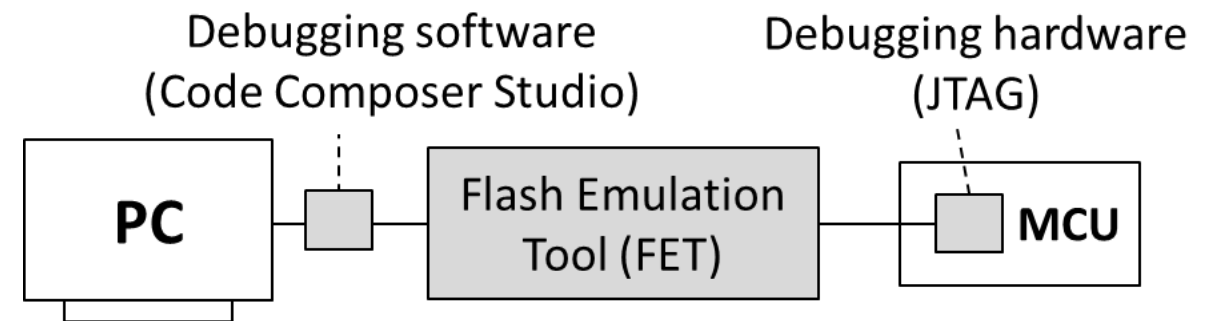 Debugging software
(Code Composer Studio)
Debugging hardware
(JTAG)
PC
Flash Emulation
Tool (FET)
MCU